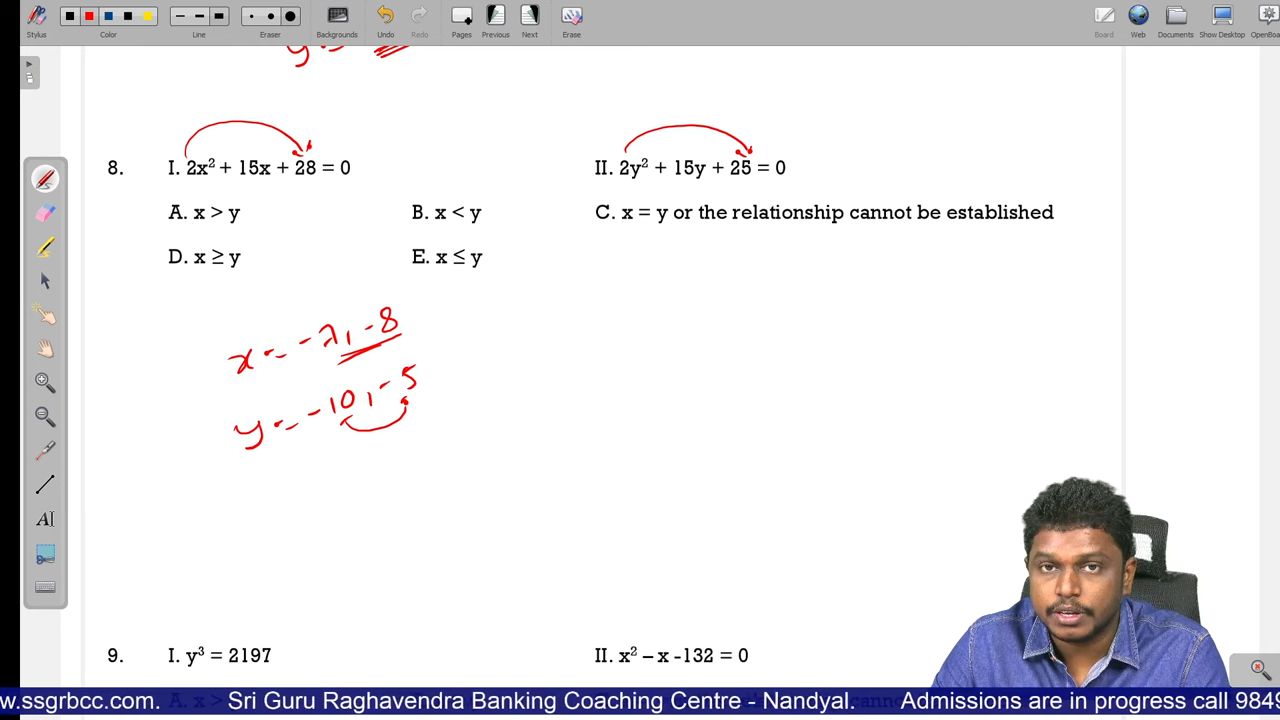 Stylus
Color
Line
Eraser
Backgrounds
Undo
Redo
Pages
Previous
Next
Erase
Board
Web
Documents
Show Desktop
OpenBoa
y =
8. I. 2x² + 15x + 28 = 0 II. 2y² + 15y + 25 = 0
A. x > y B. x < y C. x = y or the relationship cannot be established
D. x ≥ y E. x ≤ y
x = -7, -8
y = -10, -5
9. I. y³ = 2197 II. x² – x -132 = 0
w.ssgrbcc.com. Sri Guru Raghavendra Banking Coaching Centre - Nandyal. Admissions are in progress call 9849